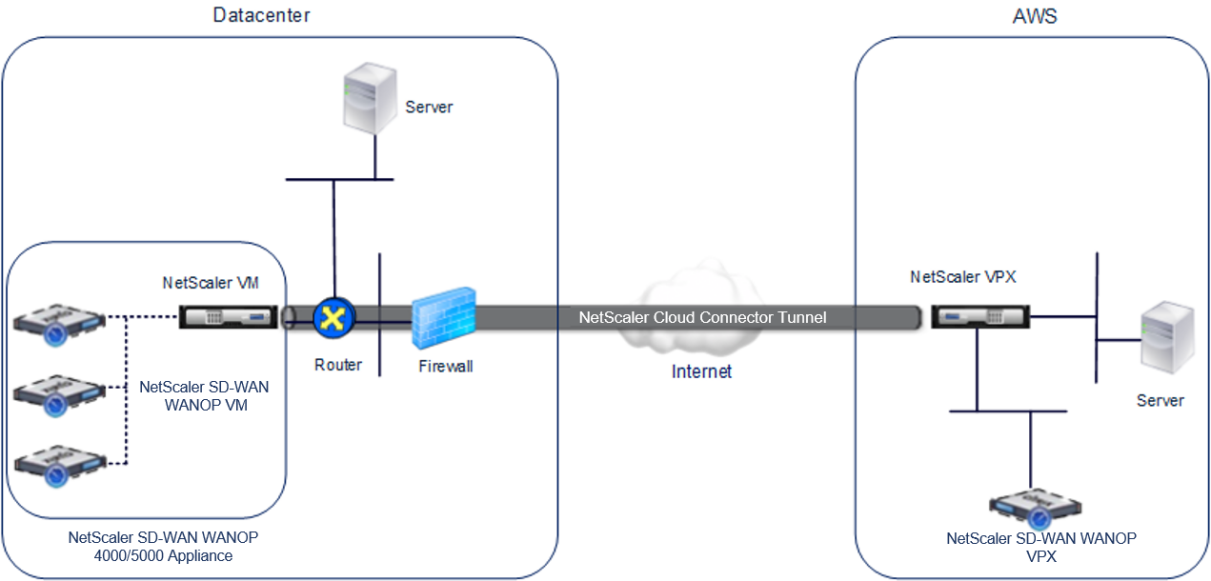 Datacenter
AWS
Server
NetScaler VM
NetScaler VPX
NetScaler Cloud Connector Tunnel
Router
Firewall
Internet
NetScaler SD-WAN
WANOP VM
Server
NetScaler SD-WAN WANOP
4000/5000 Appliance
NetScaler SD-WAN WANOP
VPX